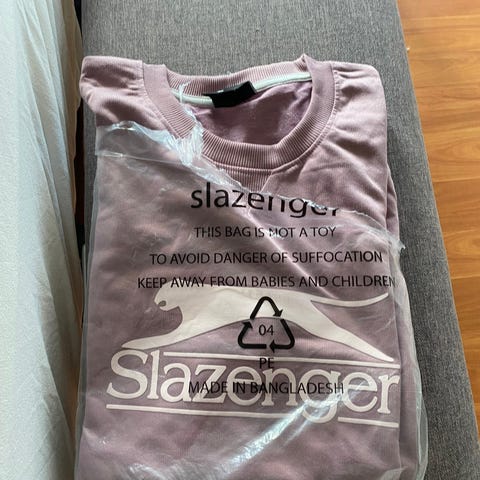 slazenger
THIS BAG IS NOT A TOY
TO AVOID DANGER OF SUFFOCATION
KEEP AWAY FROM BABIES AND CHILDREN
04
PE
Slazenger
MADE IN BANGLADESH